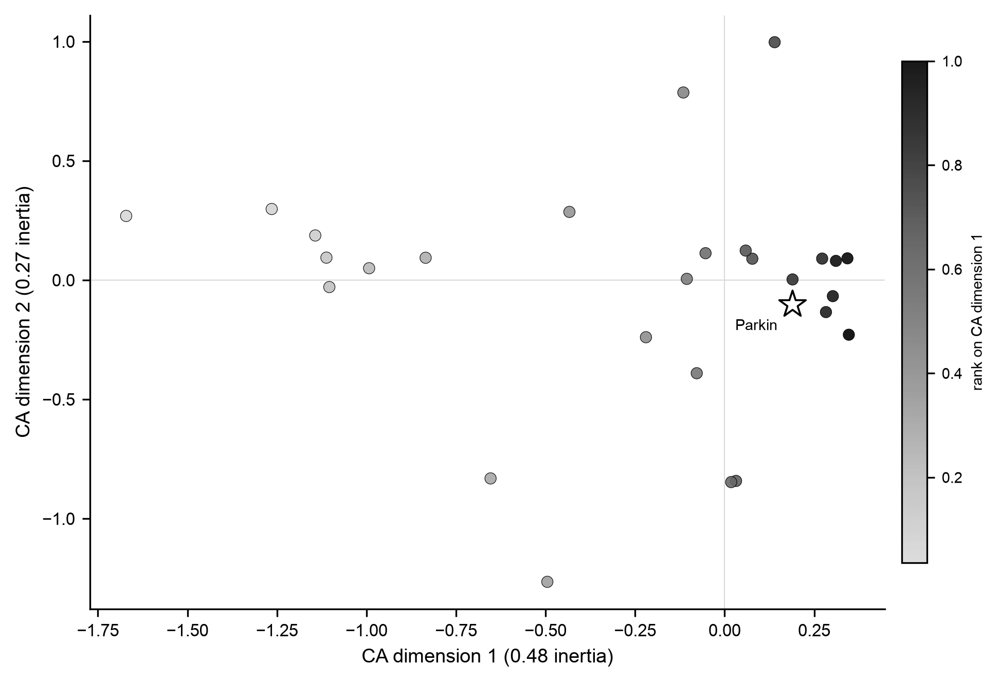 1.0
0.5
0.0
−0.5
−1.0
CA dimension 2 (0.27 inertia)
Parkin
−1.75 −1.50 −1.25 −1.00 −0.75 −0.50 −0.25 0.00 0.25
CA dimension 1 (0.48 inertia)
1.0
0.8
0.6
0.4
0.2
rank on CA dimension 1